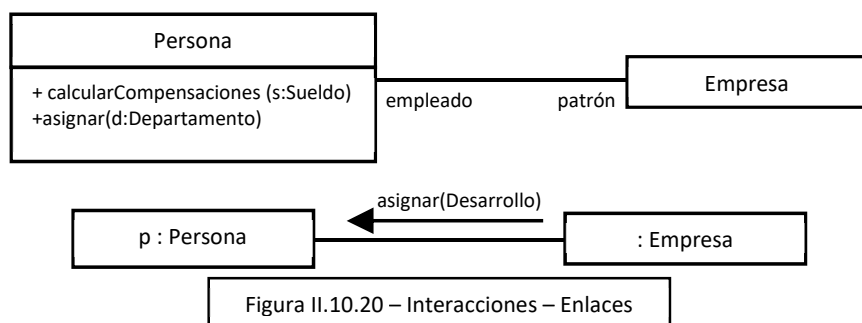 Persona
+ calcularCompensaciones (s:Sueldo)
+asignar(d:Departamento)
empleado
patrón
Empresa
asignar(Desarrollo)
p : Persona
: Empresa
Figura II.10.20 – Interacciones – Enlaces